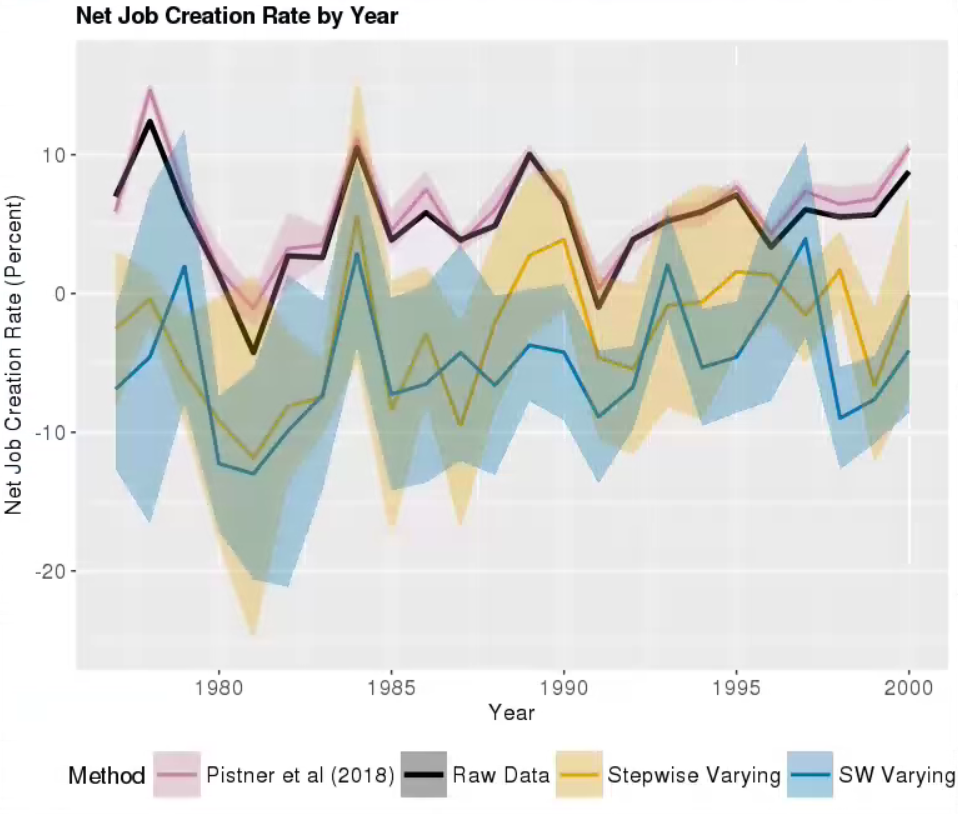 Net Job Creation Rate by Year
Net Job Creation Rate (Percent)
10
0
-10
-20
1980 1985 1990 1995 2000
Year
Method Pistner et al (2018) Raw Data Stepwise Varying SW Varying